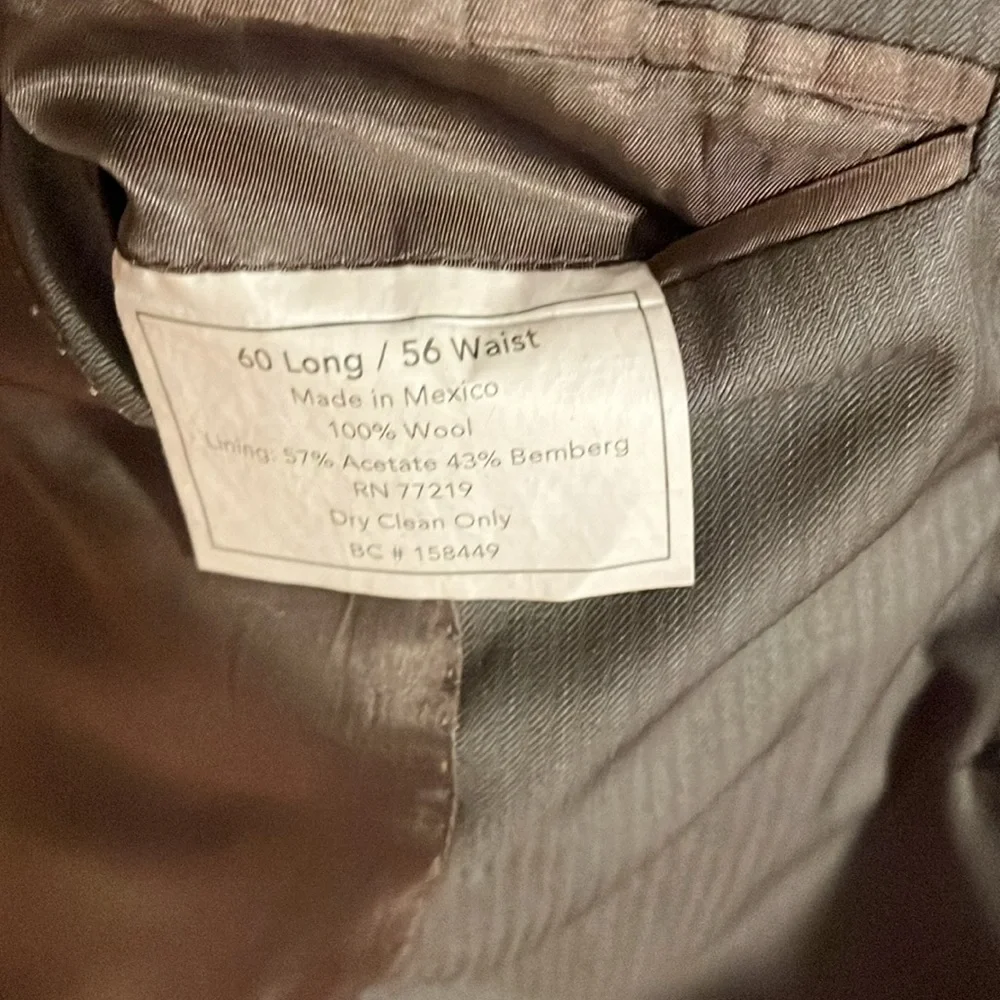 60 Long / 56 Waist
Made in Mexico
100% Wool
Lining: 57% Acetate 43% Bemberg
RN 77219
Dry Clean Only
BC # 158449